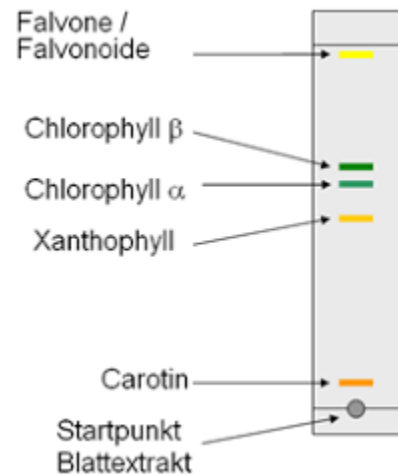 Falvone /
Falvonoide
Chlorophyll β
Chlorophyll α
Xanthophyll
Carotin
Startpunkt
Blattextrakt